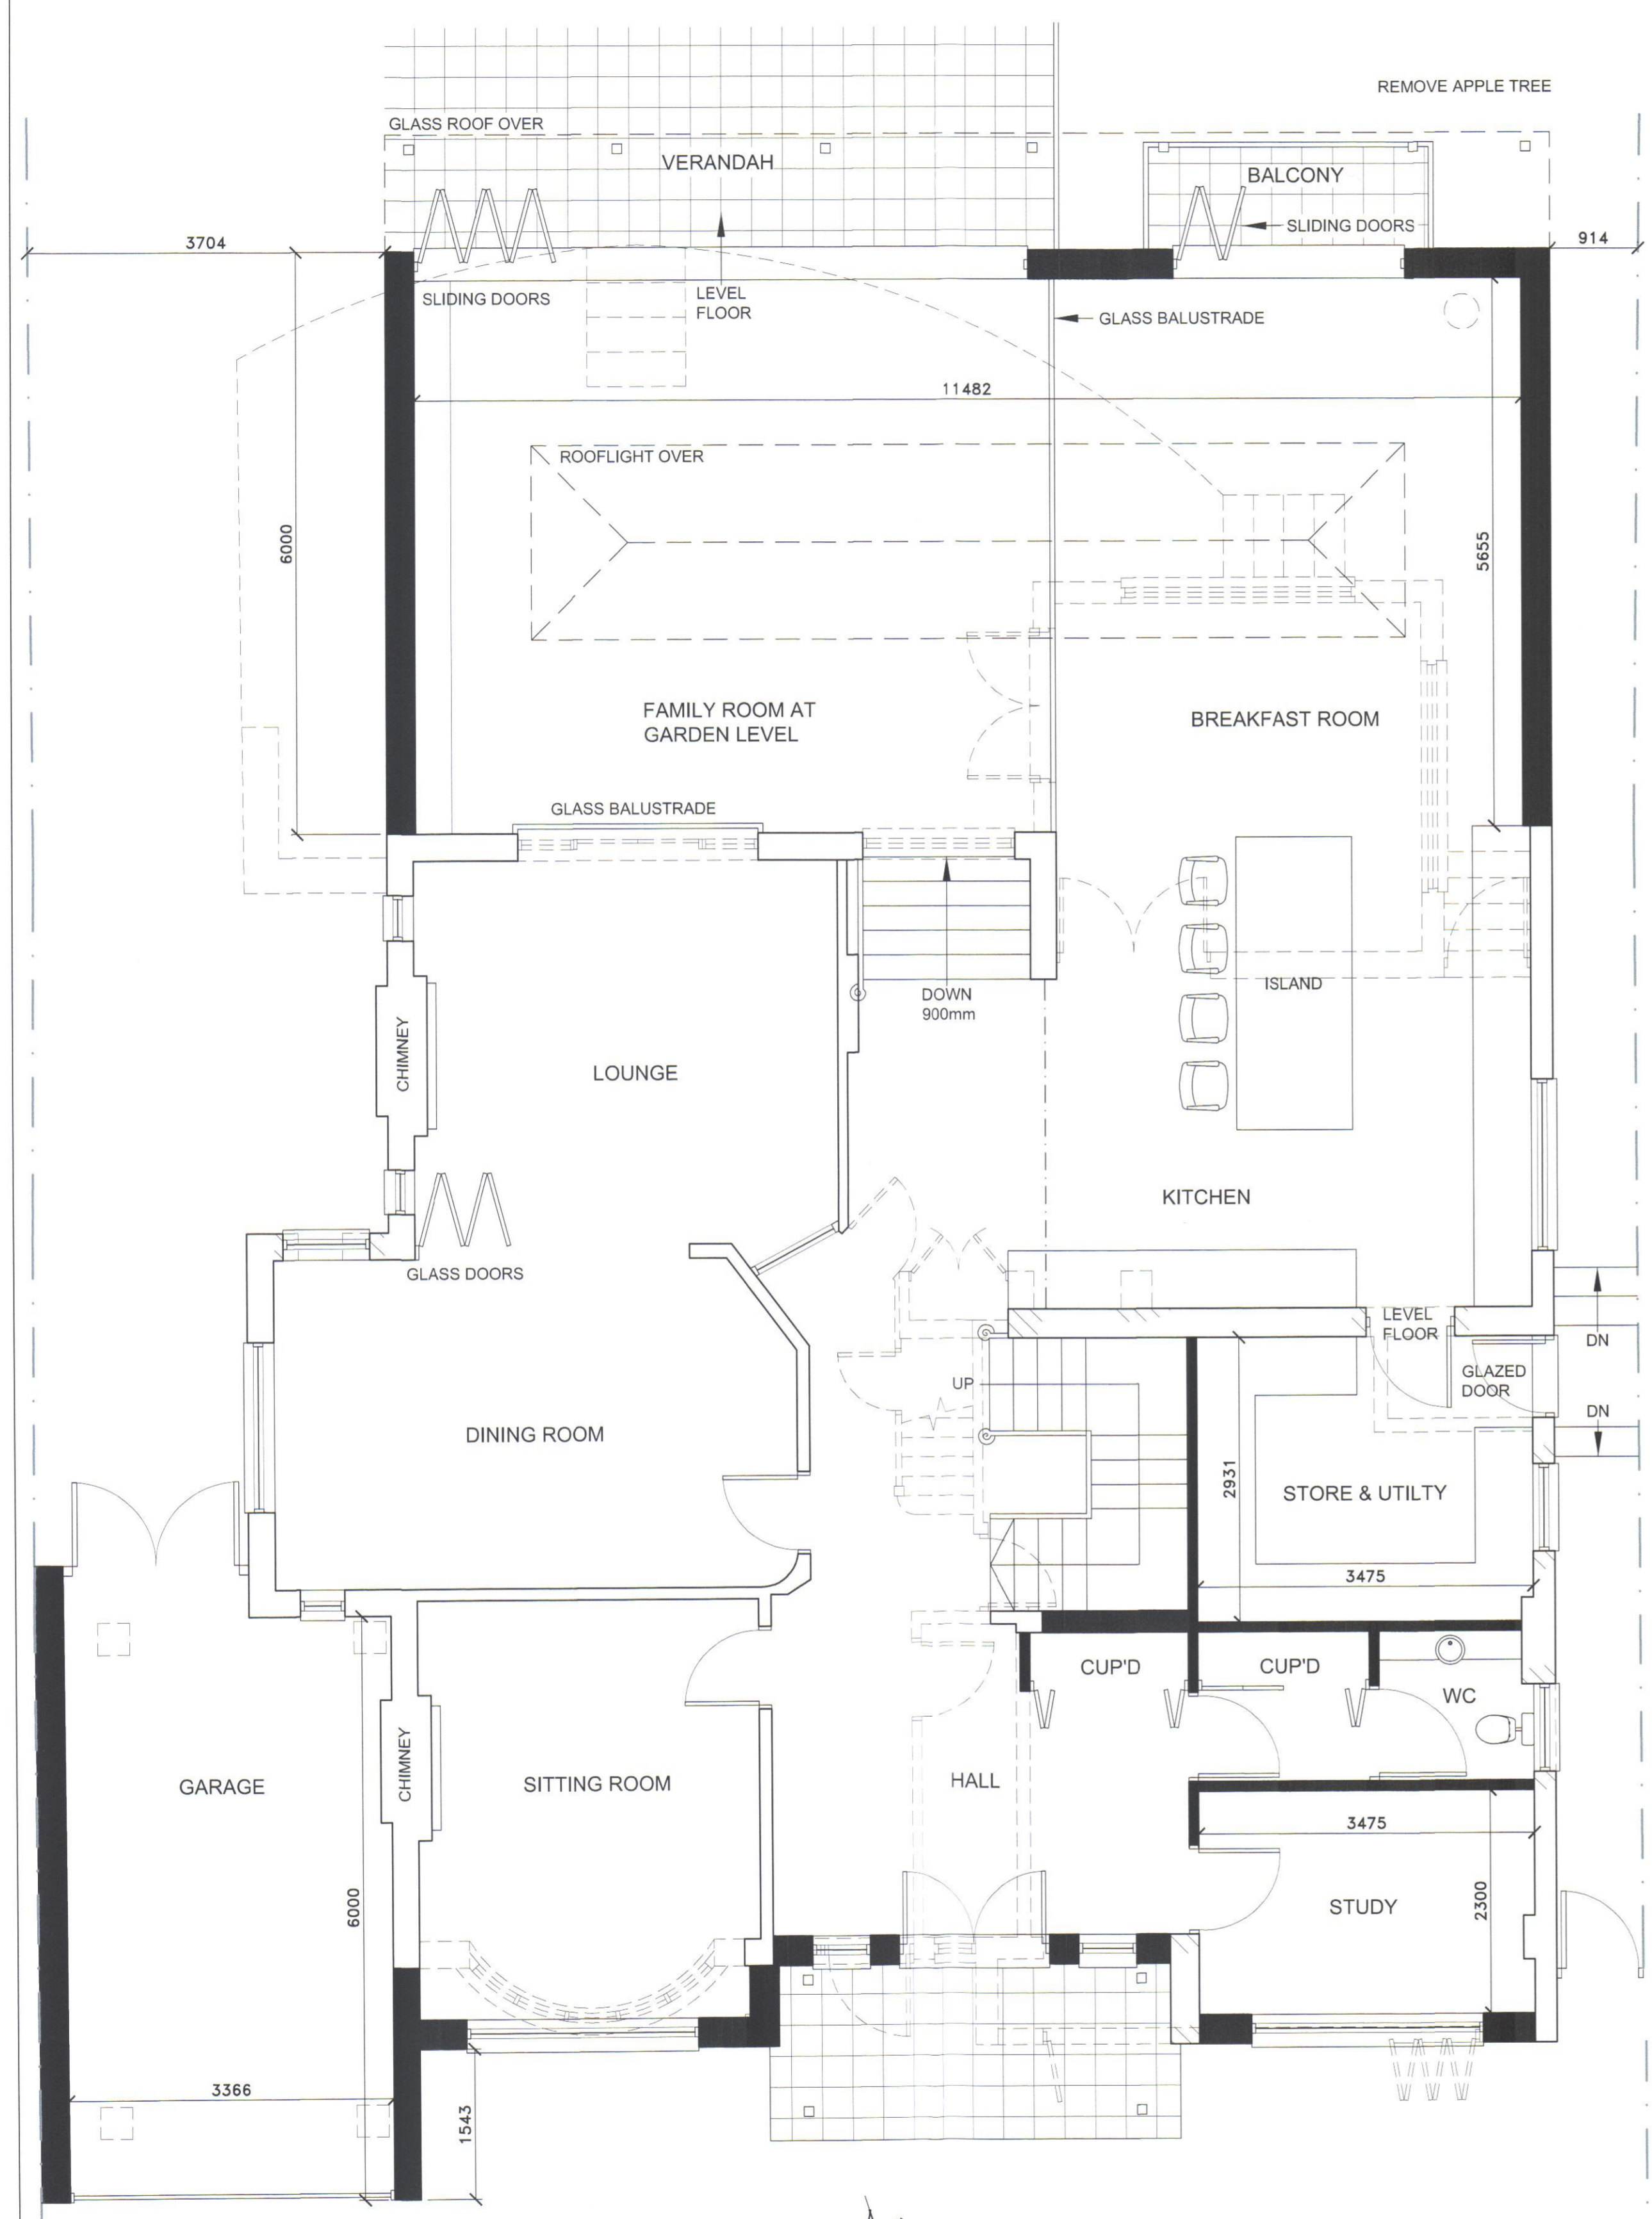 REMOVE APPLE TREE
GLASS ROOF OVER
VERANDAH
BALCONY
SLIDING DOORS
3704
914
SLIDING DOORS
LEVEL
FLOOR
GLASS BALUSTRADE
11482
ROOFLIGHT OVER
6000
5655
FAMILY ROOM AT
GARDEN LEVEL
BREAKFAST ROOM
GLASS BALUSTRADE
ISLAND
DOWN
900mm
CHIMNEY
LOUNGE
KITCHEN
GLASS DOORS
LEVEL
FLOOR
DN
GLAZED
DOOR
UP
DN
DINING ROOM
2931
STORE & UTILTY
3475
CUP'D
CUP'D
WC
GARAGE
CHIMNEY
SITTING ROOM
HALL
3475
6000
STUDY
2300
3366
1543